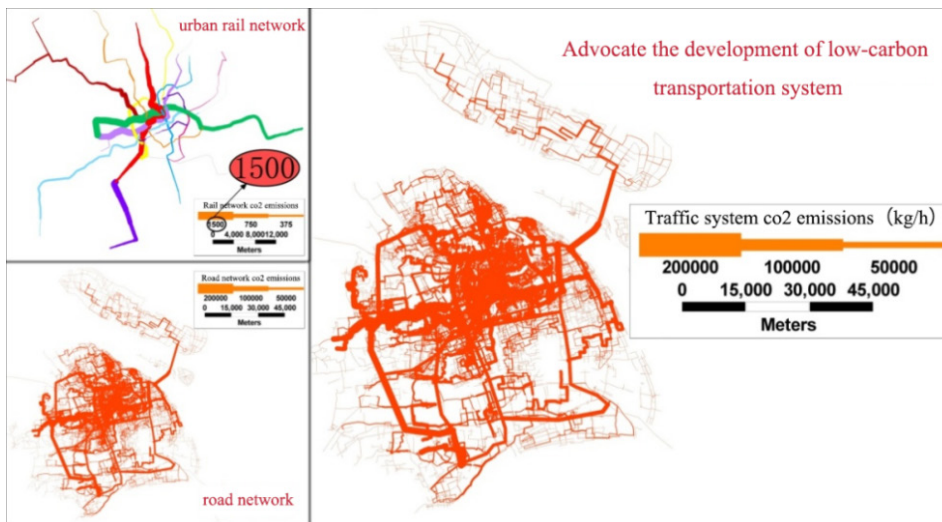 urban rail network
1500
Rail network co2 emissions
1500 750 375
0 4,000 8,00012,000
Meters
Road network co2 emissions
200000 100000 50000
0 15,000 30,000 45,000
Meters
road network
Advocate the development of low-carbon
transportation system
Traffic system co2 emissions （kg/h）
200000 100000 50000
0 15,000 30,000 45,000
Meters